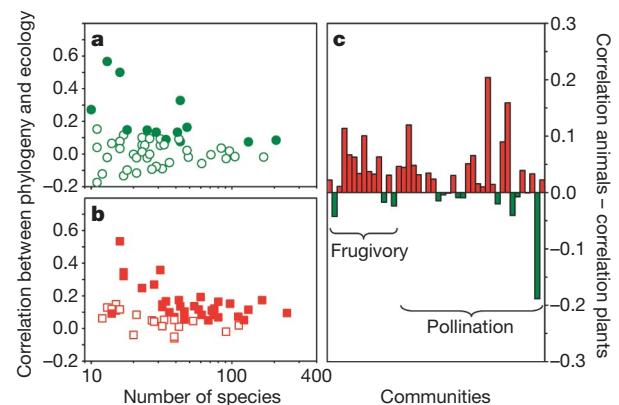 Correlation between phylogeny and ecology
a
0.6
0.4
0.2
0.0
−0.2
b
0.6
0.4
0.2
0.0
−0.2
10
100
400
Number of species
c
Frugivory
Pollination
Communities
0.3
0.2
0.1
0.0
−0.1
−0.2
−0.3
Correlation animals – correlation plants